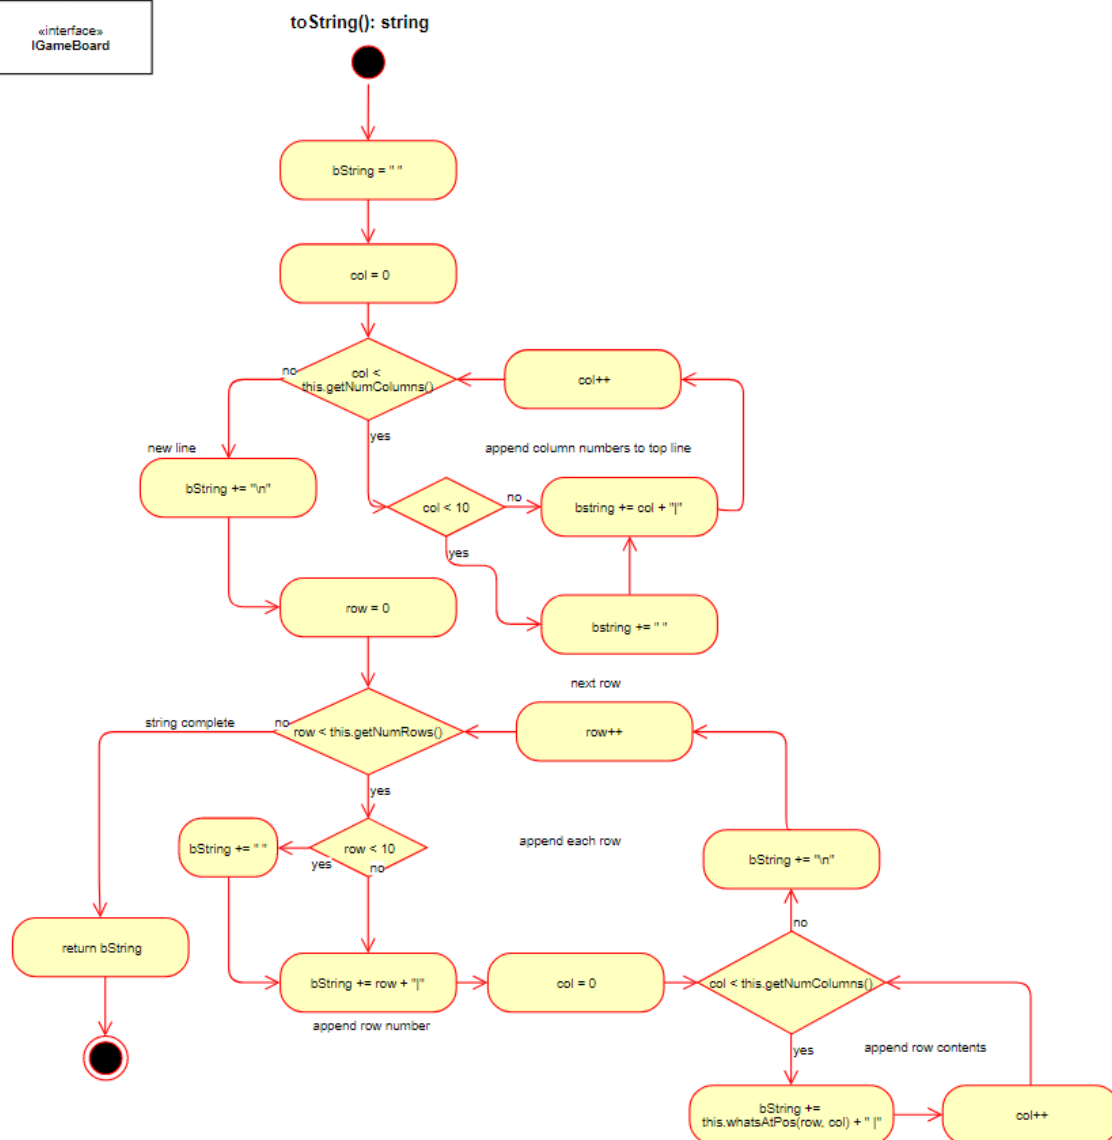 «interface»
IGameBoard
toString(): string
bString = " "
col = 0
no
col <
this.getNumColumns()
col++
yes
new line
append column numbers to top line
bString += "\n"
col < 10
no
bstring += col + "|"
yes
row = 0
bstring += " "
next row
string complete
no
row < this.getNumRows()
row++
yes
bString += " "
row < 10
append each row
yes
no
bString += "\n"
no
return bString
bString += row + "|"
col = 0
col < this.getNumColumns()
append row number
yes
append row contents
bString +=
this.whatsAtPos(row, col) + " |"
col++